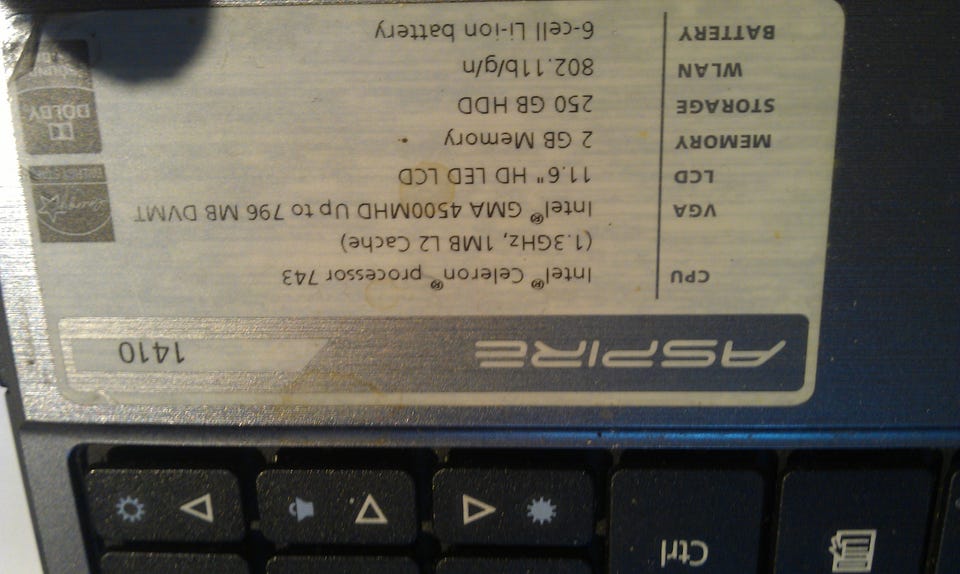 ASPIRE 1410
CPU Intel® Celeron® processor 743
(1.3GHz, 1MB L2 Cache)
VGA Intel® GMA 4500MHD Up to 796 MB DVMT
LCD 11.6" HD LED LCD
MEMORY 2 GB Memory
STORAGE 250 GB HDD
WLAN 802.11b/g/n
BATTERY 6-cell Li-ion battery
ENERGY STAR
DOLBY
Ctrl